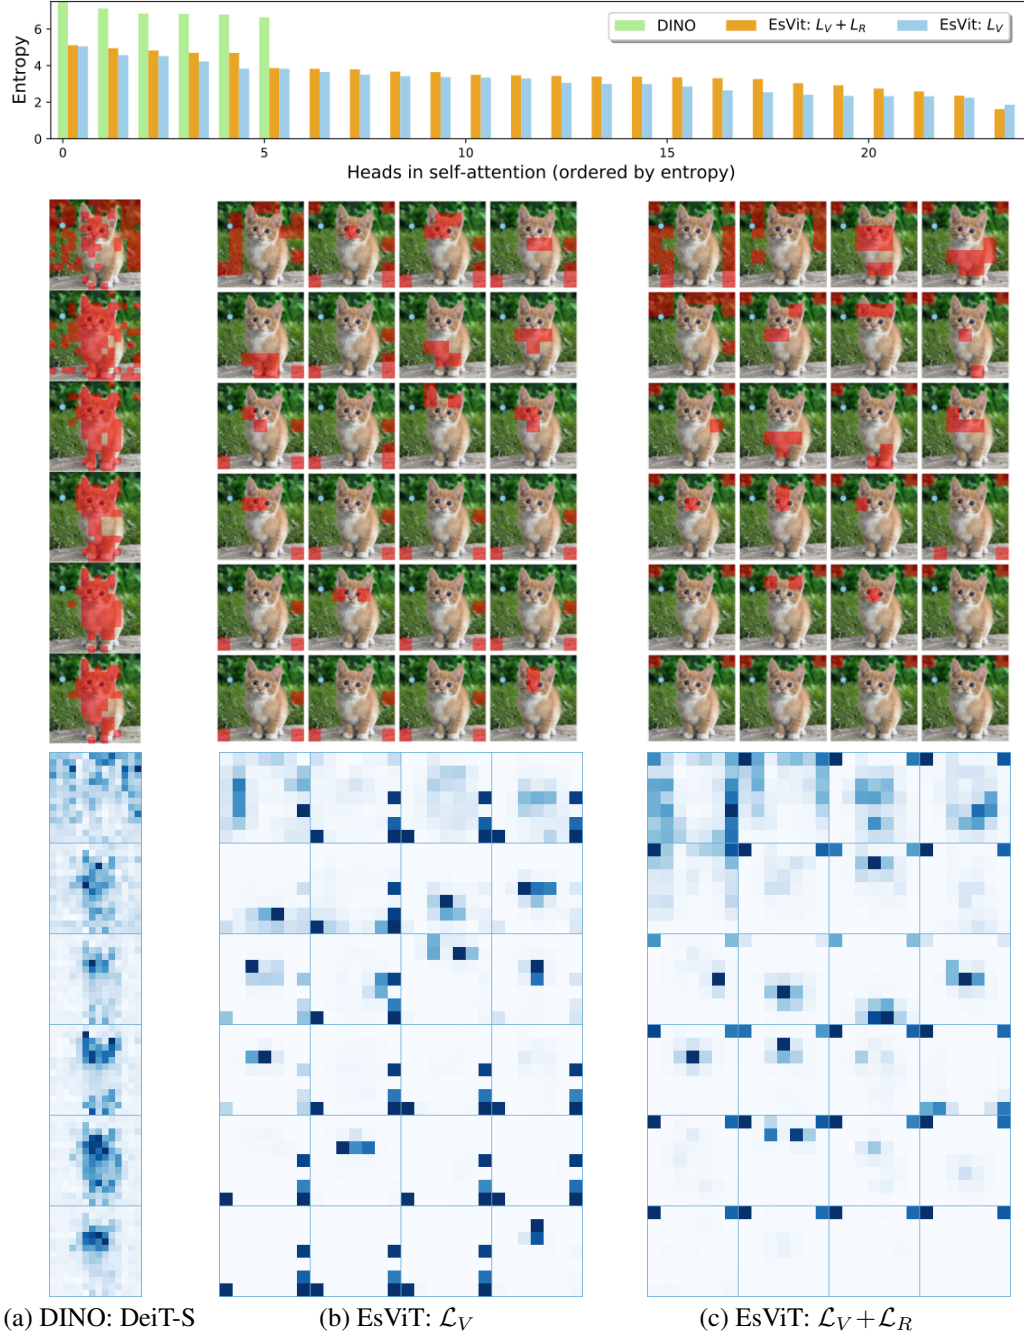 Entropy
6
4
2
0
DINO
EsVit: L_V + L_R
EsVit: L_V
0 5 10 15 20
Heads in self-attention (ordered by entropy)
(a) DINO: DeiT-S (b) EsViT: ℒ_V (c) EsViT: ℒ_V+ℒ_R